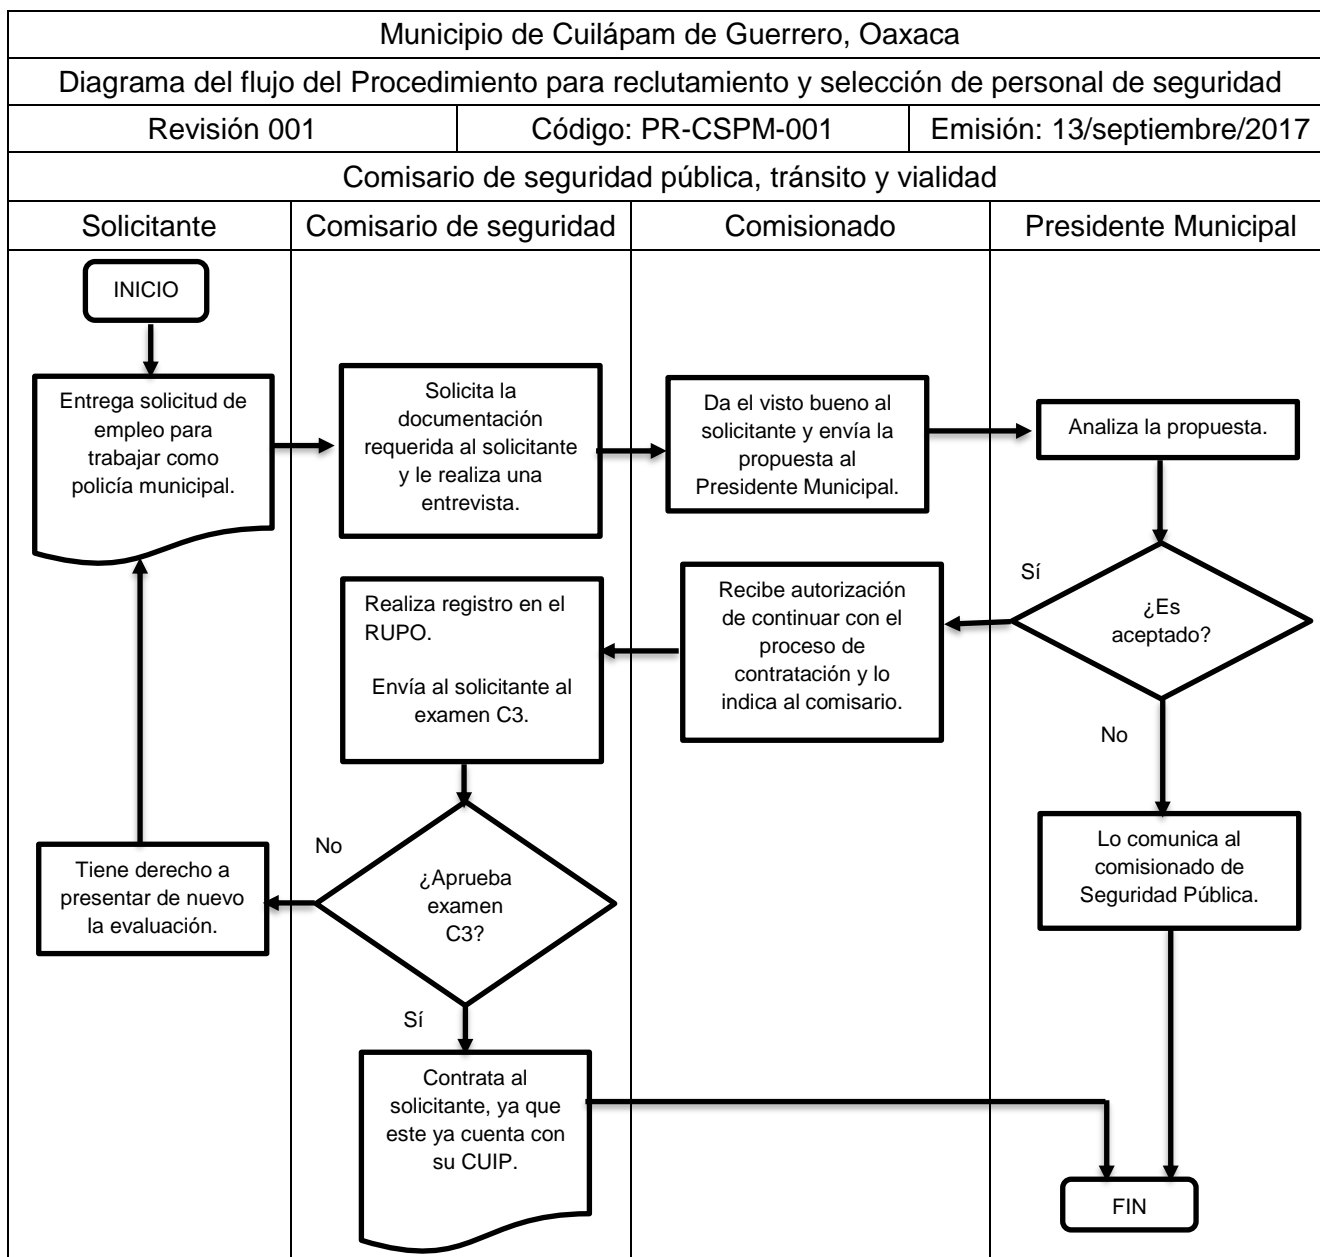 Municipio de Cuilápam de Guerrero, Oaxaca
Diagrama del flujo del Procedimiento para reclutamiento y selección de personal de seguridad
Revisión 001
Código: PR-CSPM-001
Emisión: 13/septiembre/2017
Comisario de seguridad pública, tránsito y vialidad
Solicitante
Comisario de seguridad
Comisionado
Presidente Municipal
INICIO
Entrega solicitud de
empleo para
trabajar como
policía municipal.
Solicita la
documentación
requerida al solicitante
y le realiza una
entrevista.
Da el visto bueno al
solicitante y envía la
propuesta al
Presidente Municipal.
Analiza la propuesta.
Sí
¿Es
aceptado?
No
Recibe autorización
de continuar con el
proceso de
contratación y lo
indica al comisario.
Realiza registro en el
RUPO.
Envía al solicitante al
examen C3.
Lo comunica al
comisionado de
Seguridad Pública.
No
¿Aprueba
examen
C3?
Sí
Tiene derecho a
presentar de nuevo
la evaluación.
Contrata al
solicitante, ya que
este ya cuenta con
su CUIP.
FIN